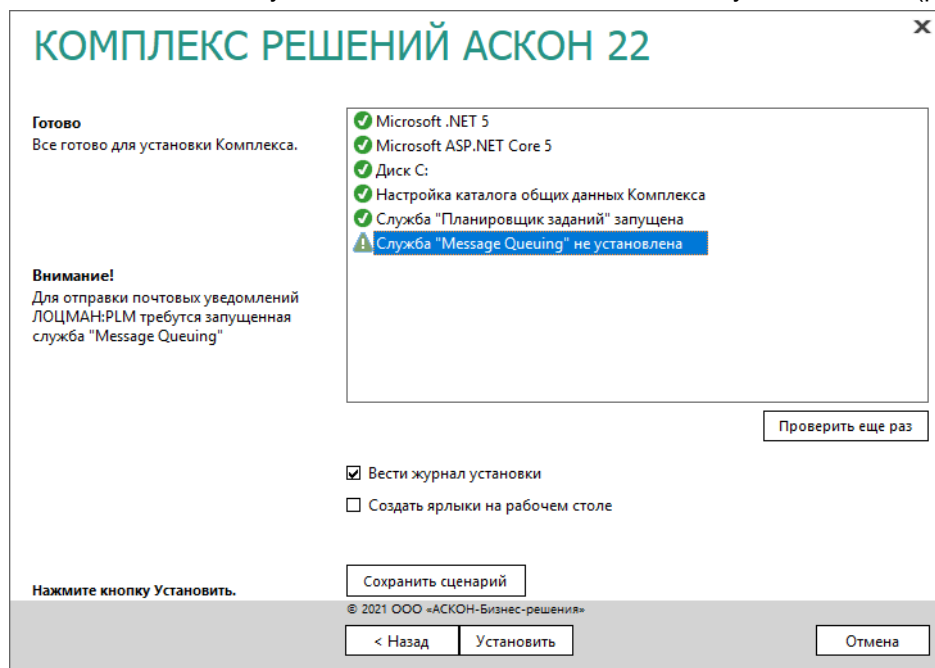 КОМПЛЕКС РЕШЕНИЙ АСКОН 22
x
Готово
Все готово для установки Комплекса.
Microsoft .NET 5
Microsoft ASP.NET Core 5
Диск C:
Настройка каталога общих данных Комплекса
Служба "Планировщик заданий" запущена
Служба "Message Queuing" не установлена
Внимание!
Для отправки почтовых уведомлений
ЛОЦМАН:PLM требутся запущенная
служба "Message Queuing"
Проверить еще раз
Вести журнал установки
Создать ярлыки на рабочем столе
Нажмите кнопку Установить.
Сохранить сценарий
© 2021 ООО «АСКОН-Бизнес-решения»
< Назад
Установить
Отмена